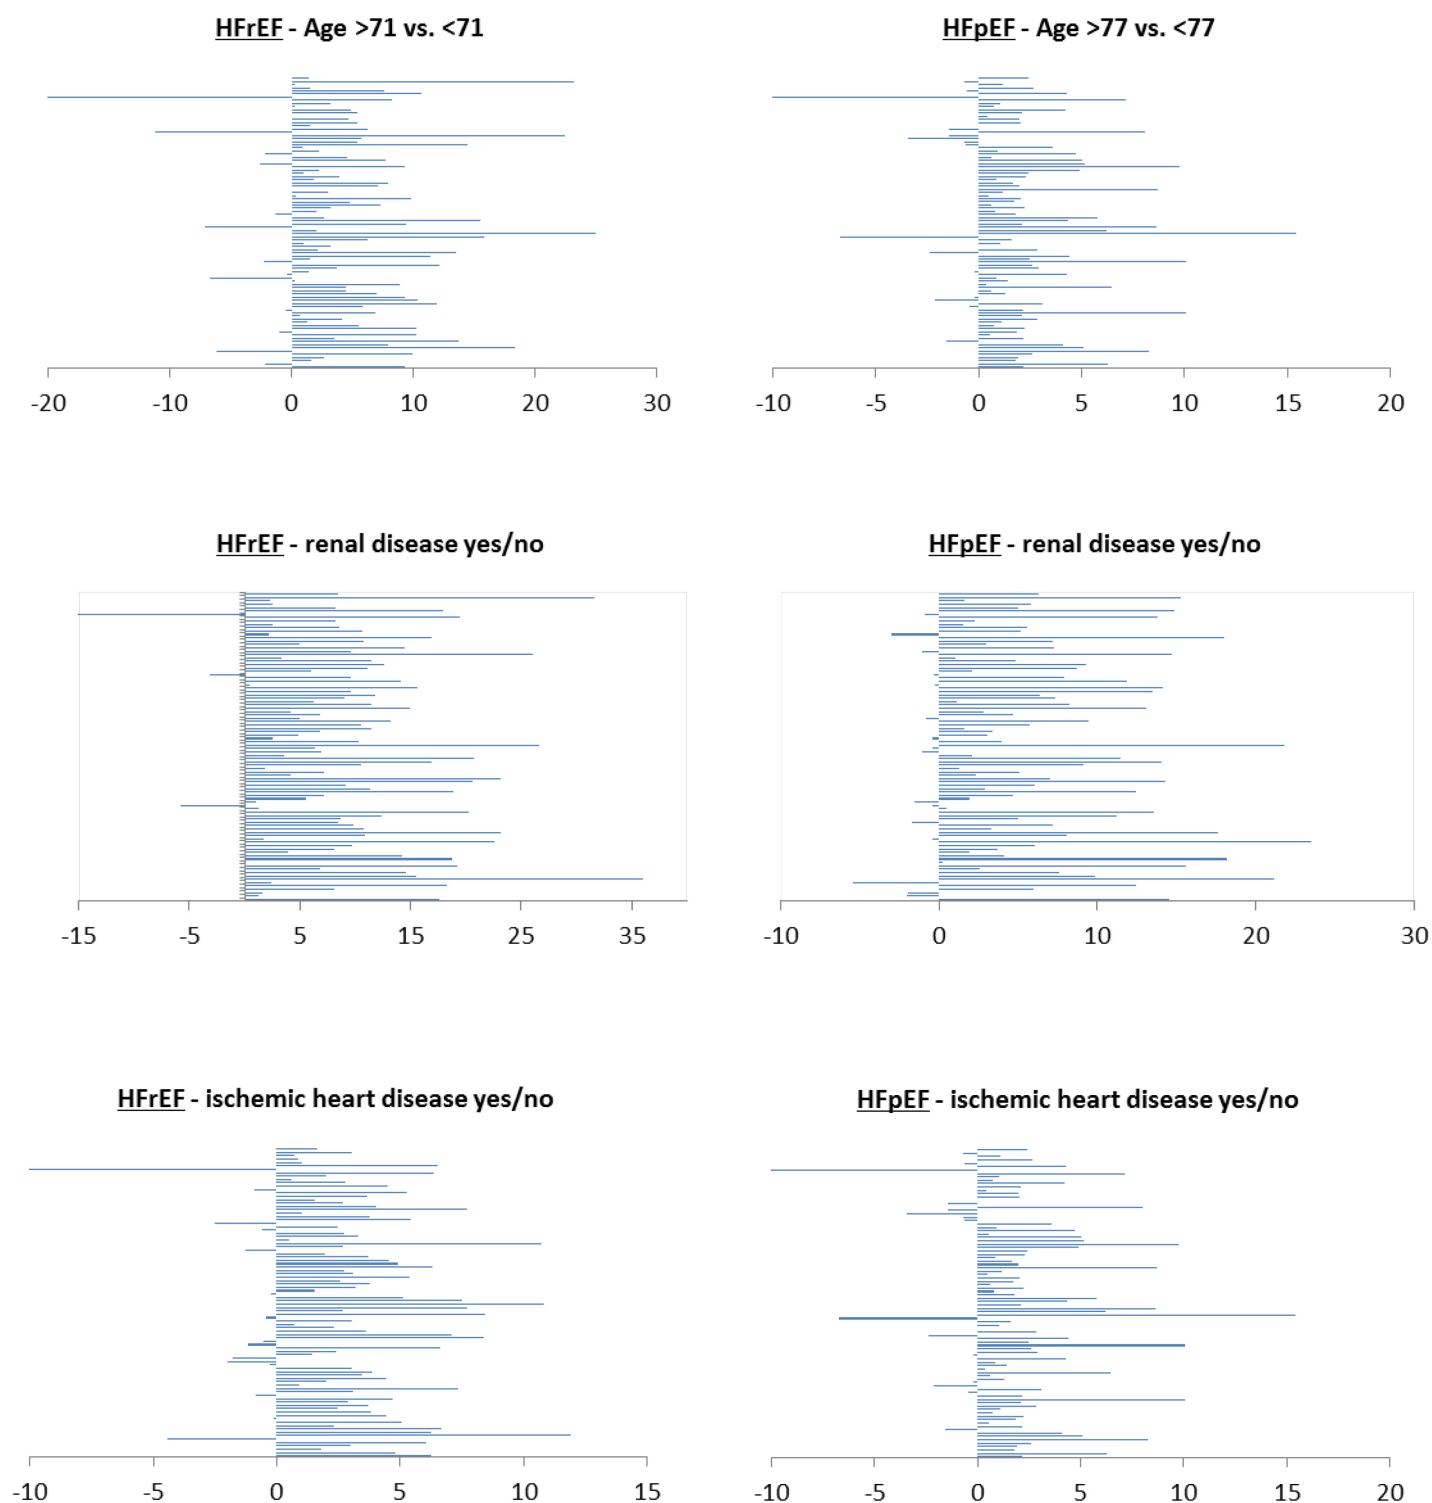 HFrEF - Age >71 vs. <71
HFpEF - Age >77 vs. <77
-20 -10 0 10 20 30
-10 -5 0 5 10 15 20
HFrEF - renal disease yes/no
HFpEF - renal disease yes/no
-15 -5 5 15 25 35
-10 0 10 20 30
HFrEF - ischemic heart disease yes/no
HFpEF - ischemic heart disease yes/no
-10 -5 0 5 10 15
-10 -5 0 5 10 15 20